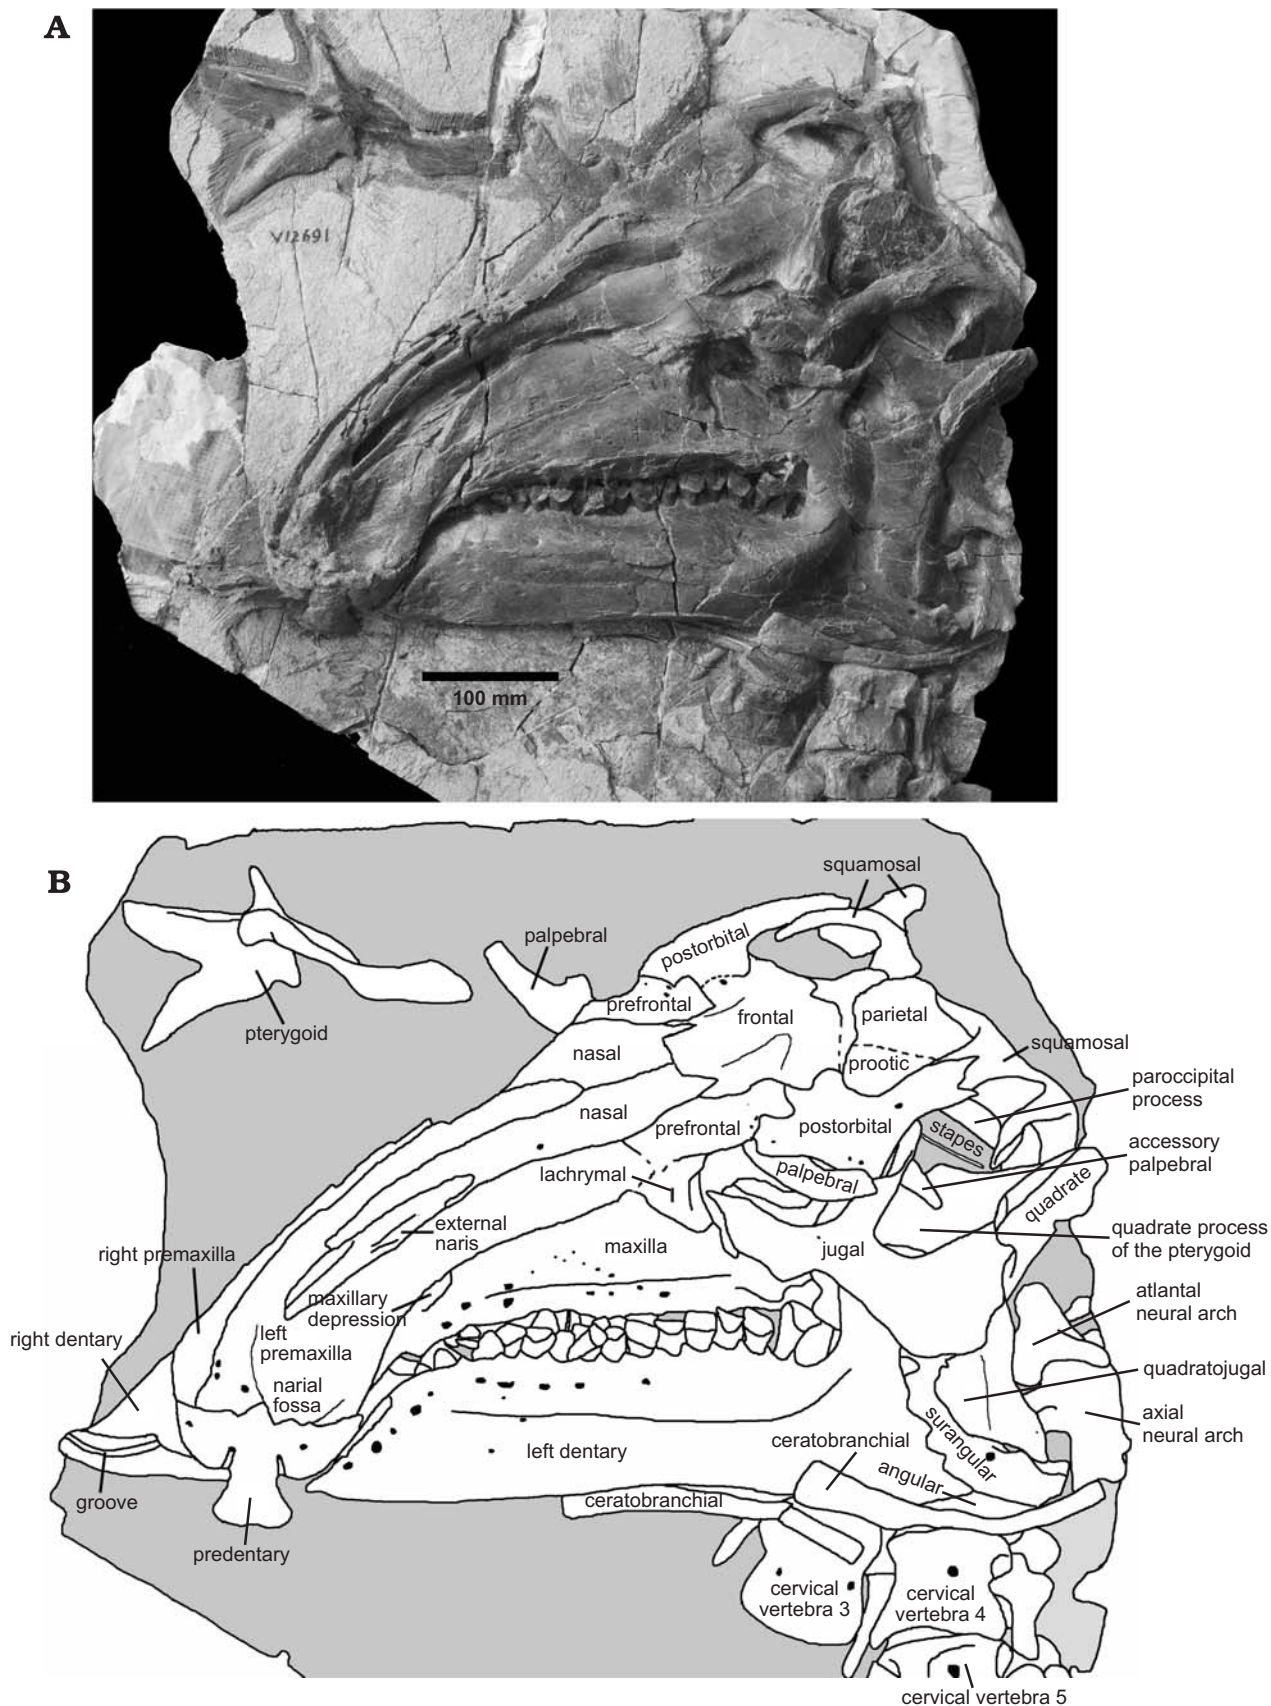 A
V12691
100 mm
B
squamosal
palpebral
postorbital
prefrontal
pterygoid
frontal
parietal
nasal
squamosal
prootic
paroccipital
process
nasal
prefrontal
postorbital
stapes
accessory
palpebral
lachrymal
palpebral
quadrate
external
naris
quadrate process
of the pterygoid
right premaxilla
maxilla
jugal
maxillary
depression
atlantal
neural arch
right dentary
left
premaxilla
quadratojugal
narial
fossa
axial
neural arch
surangular
ceratobranchial
left dentary
angular
groove
ceratobranchial
predentary
cervical
vertebra 3
cervical
vertebra 4
cervical vertebra 5